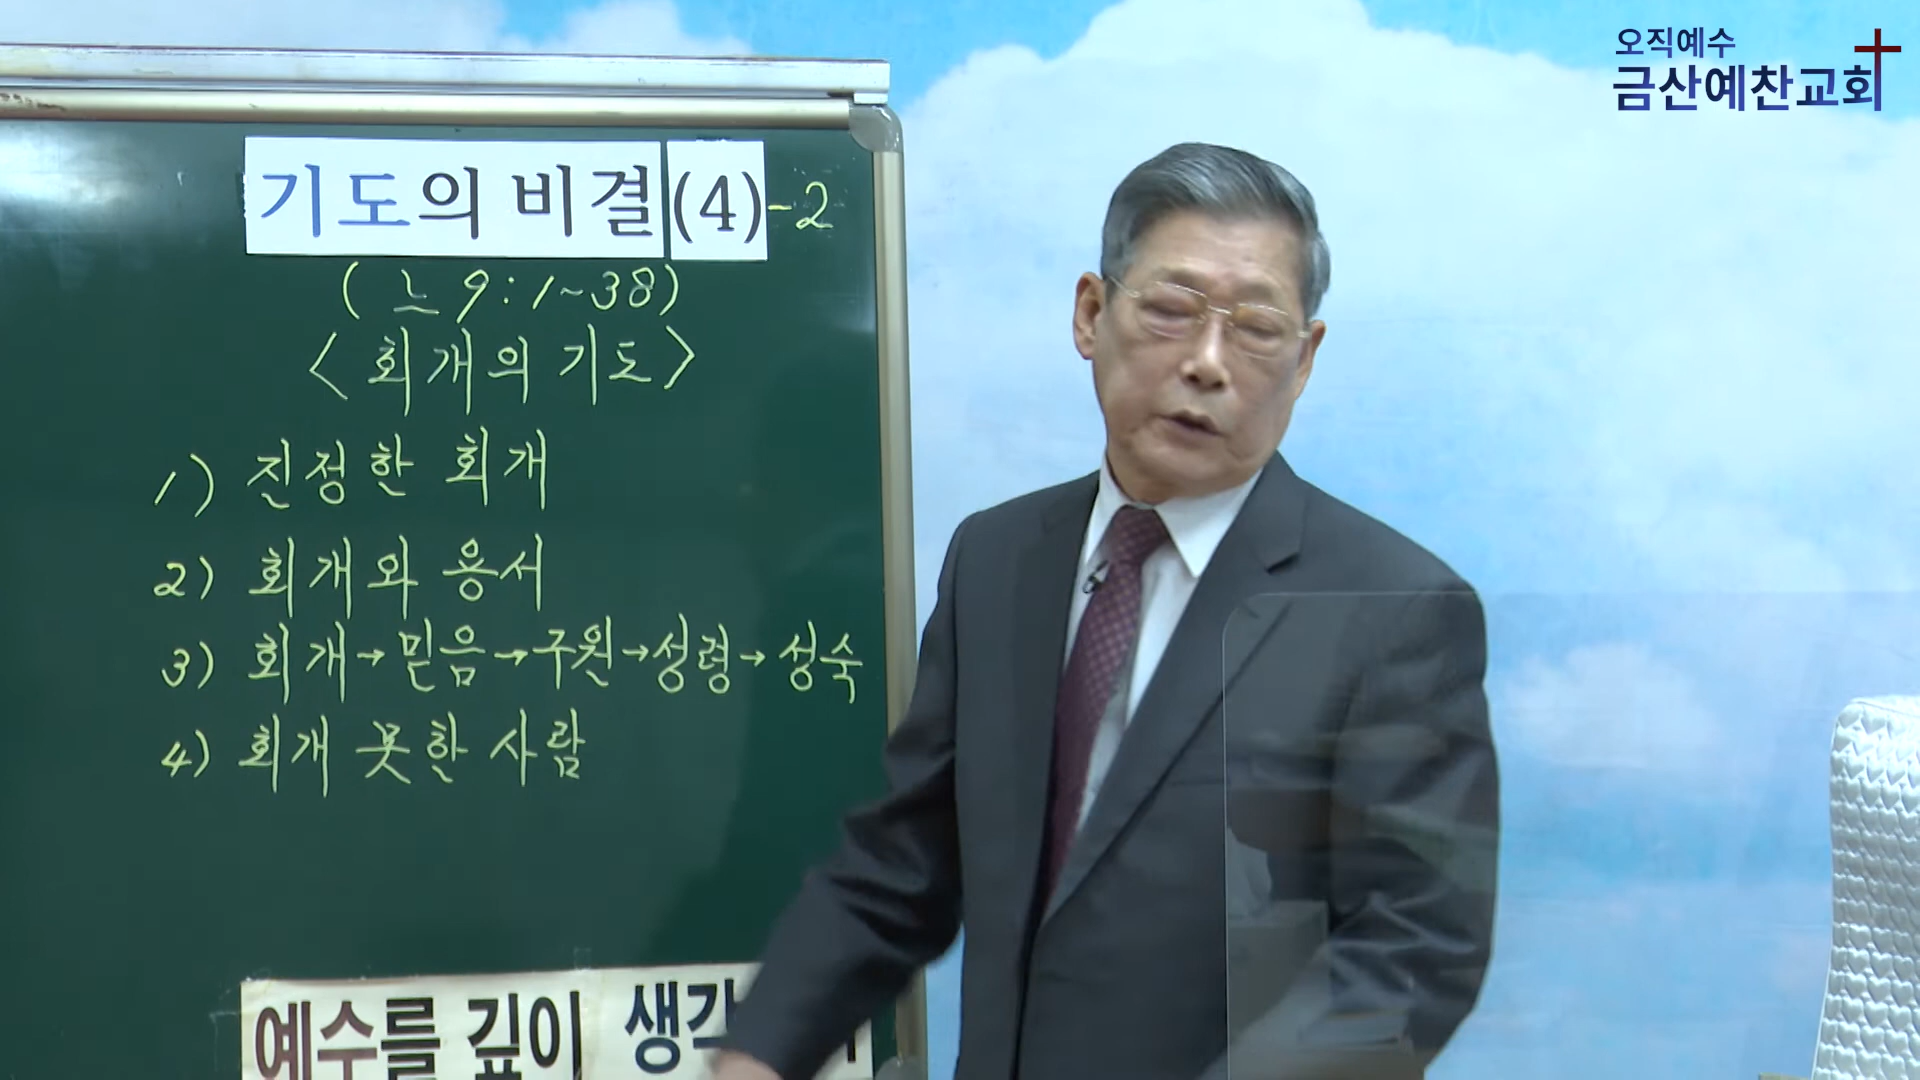 오직예수
금산예찬교회
기도의 비결(4)-2
(느 9:1~38)
<회개의 기도>
1) 진정한 회개
2) 회개와 용서
3) 회개→믿음→구원→성령→성숙
4) 회개 못한 사람
예수를 깊이